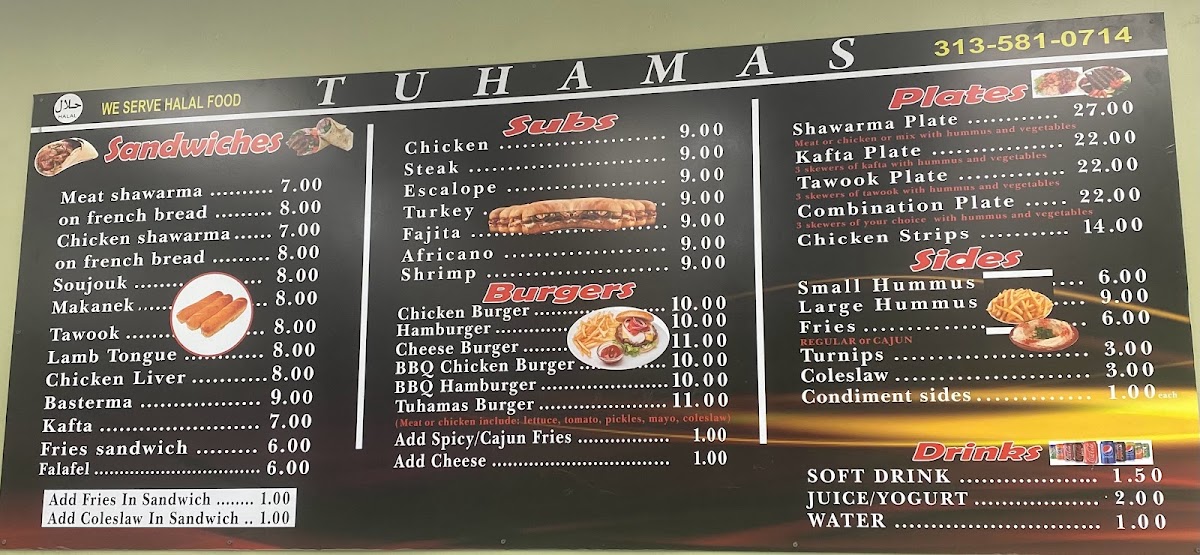 حلال
HALAL
WE SERVE HALAL FOOD
TUHAMAS
313-581-0714
Sandwiches
Meat shawarma .......... 7.00
on french bread ......... 8.00
Chicken shawarma...... 7.00
on french bread ......... 8.00
Soujouk ..................... 8.00
Makanek.................... 8.00
Tawook ..................... 8.00
Lamb Tongue ............ 8.00
Chicken Liver ........... 8.00
Basterma .................. 9.00
Kafta ........................ 7.00
Fries sandwich .......... 6.00
Falafel ............................ 6.00
Add Fries In Sandwich ........ 1.00
Add Coleslaw In Sandwich .. 1.00
Subs
Chicken ........................ 9.00
Steak ........................... 9.00
Escalope ....................... 9.00
Turkey ......................... 9.00
Fajita .......................... 9.00
Africano ...................... 9.00
Shrimp ........................ 9.00
Burgers
Chicken Burger .................. 10.00
Hamburger ....................... 10.00
Cheese Burger ................... 11.00
BBQ Chicken Burger ............ 10.00
BBQ Hamburger .................. 10.00
Tuhamas Burger .................. 11.00
(Meat or chicken include: lettuce, tomato, pickles, mayo, coleslaw)
Add Spicy/Cajun Fries ................ 1.00
Add Cheese ............................... 1.00
Plates
Shawarma Plate ............ 27.00
Meat or chicken or mix with hummus and vegetables
Kafta Plate .................. 22.00
3 skewers of kafta with hummus and vegetables
Tawook Plate ............... 22.00
3 skewers of tawook with hummus and vegetables
Combination Plate ..... 22.00
3 skewers of your choice with hummus and vegetables
Chicken Strips ............ 14.00
Sides
Small Hummus .... 6.00
Large Hummus .... 9.00
Fries .................... 6.00
REGULAR or CAJUN
Turnips .......................... 3.00
Coleslaw ......................... 3.00
Condiment sides............. 1.00 each
Drinks
SOFT DRINK ..................... 1.50
JUICE/YOGURT ................. 2.00
WATER ............................. 1.00